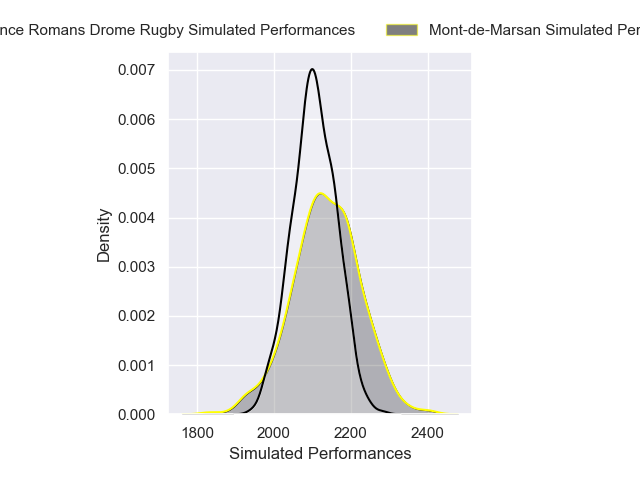 nce Romans Drome Rugby Simulated Performances Mont-de-Marsan Simulated Per
0.007
0.006
0.005
0.004
0.003
0.002
0.001
0.000
Density
1800 2000 2200 2400
Simulated Performances